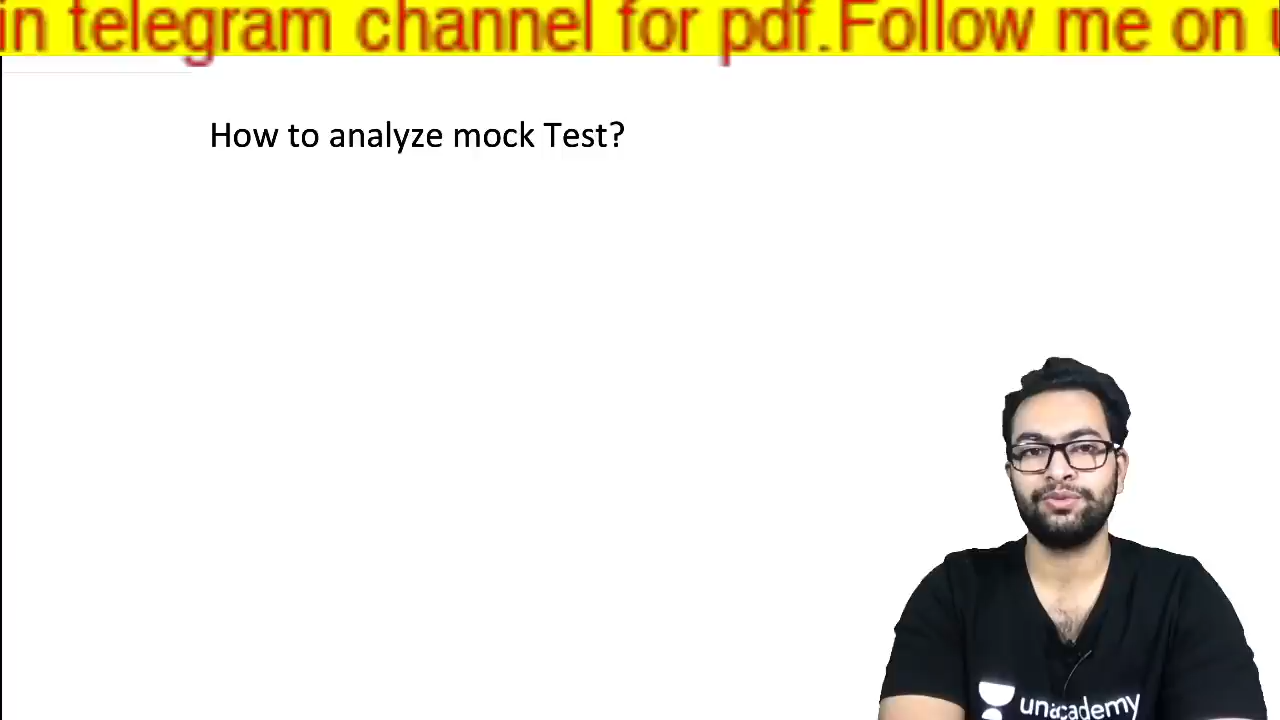 in telegram channel for pdf.Follow me on
How to analyze mock Test?
unacademy